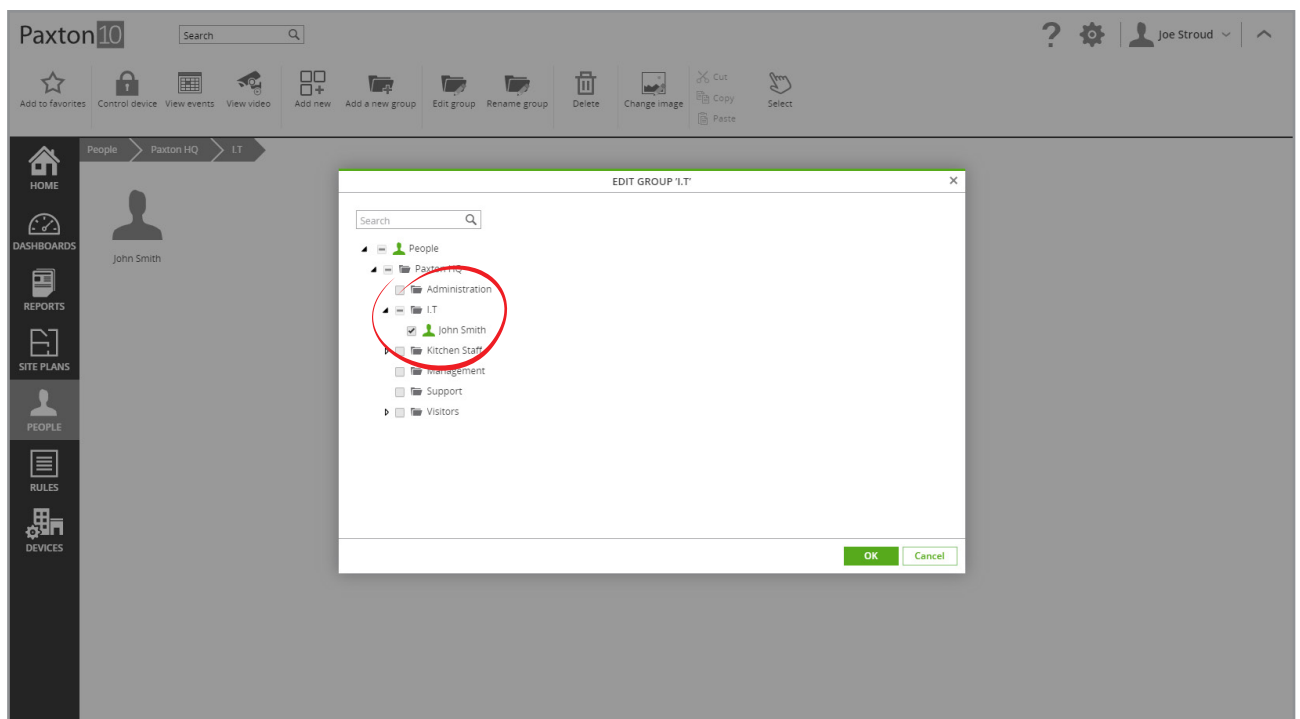 Paxton10
Search
Joe Stroud
Add to favorites
Control device
View events
View video
Add new
Add a new group
Edit group
Rename group
Delete
Change image
Cut
Copy
Paste
Select
HOME
DASHBOARDS
REPORTS
SITE PLANS
PEOPLE
RULES
DEVICES
People
Paxton HQ
I.T
John Smith
EDIT GROUP 'I.T'
Search
People
Paxton HQ
Administration
I.T
John Smith
Kitchen Staff
Management
Support
Visitors
OK
Cancel